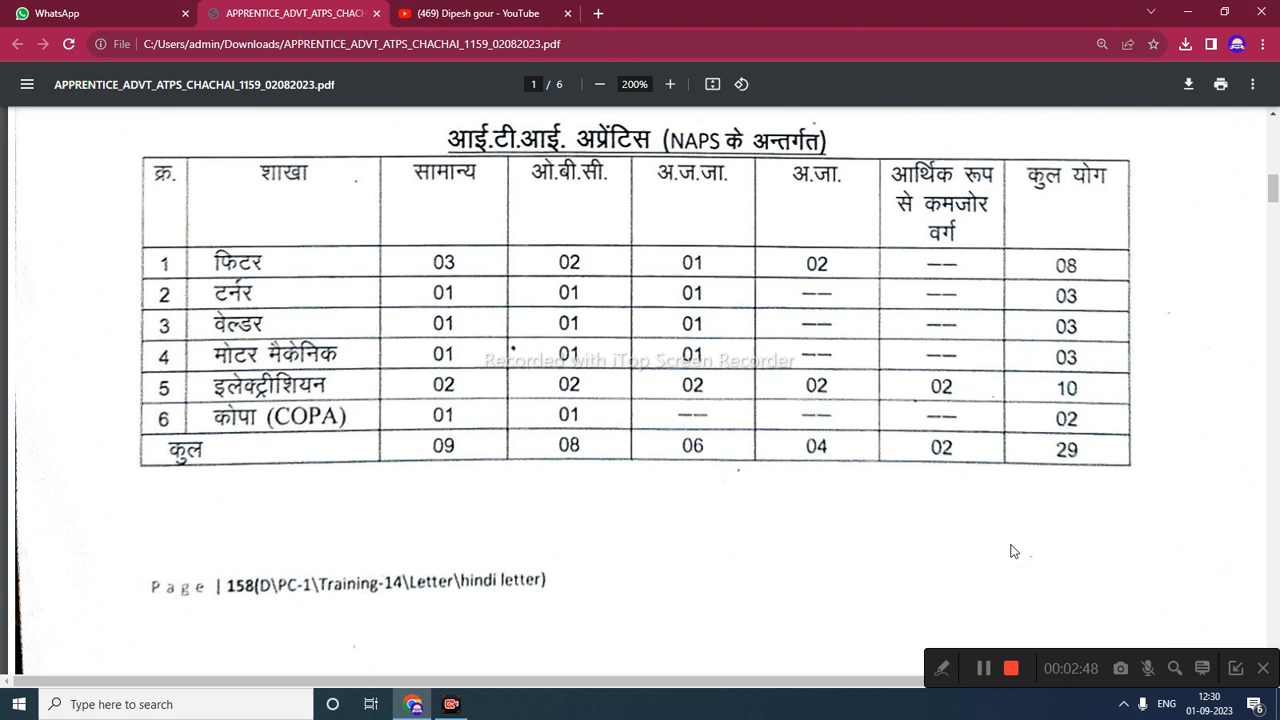 WhatsApp
APPRENTICE_ADVT_ATPS_CHACH
(469) Dipesh gour - YouTube
File
C:/Users/admin/Downloads/APPRENTICE_ADVT_ATPS_CHACHAI_1159_02082023.pdf
APPRENTICE_ADVT_ATPS_CHACHAI_1159_02082023.pdf
1 / 6
200%
आई.टी.आई. अप्रेंटिस (NAPS के अन्तर्गत)
क्र. शाखा सामान्य ओ.बी.सी. अ.ज.जा. अ.जा. आर्थिक रूप से कमजोर वर्ग कुल योग
1 फिटर 03 02 01 02 –– 08
2 टर्नर 01 01 01 –– –– 03
3 वेल्डर 01 01 01 –– –– 03
4 मोटर मैकेनिक 01 01 01 –– –– 03
Recorded with iTop Screen Recorder
5 इलेक्ट्रीशियन 02 02 02 02 02 10
6 कोपा (COPA) 01 01 –– –– –– 02
कुल 09 08 06 04 02 29
Page | 158(D\PC-1\Training-14\Letter\hindi letter)
00:02:48
Type here to search
ENG
12:30
01-09-2023
6